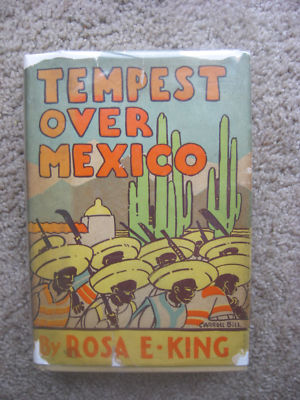 TEMPEST
OVER
MEXICO
CARROLL BILL
By ROSA E·KING